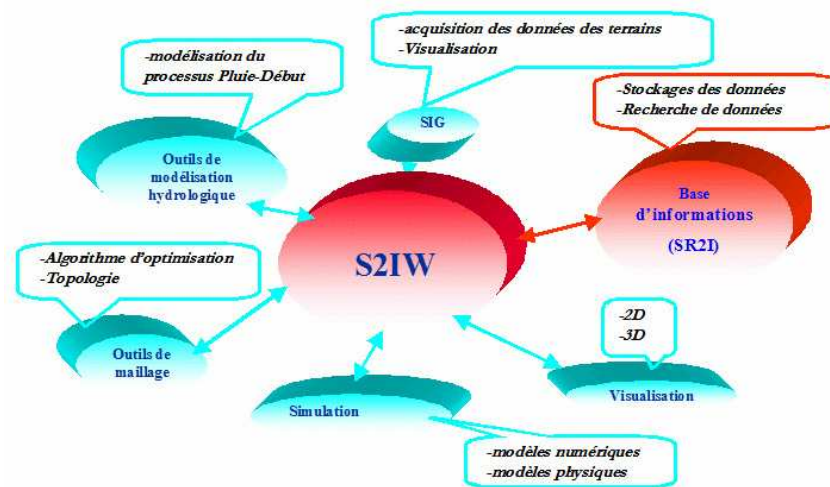 -acquisition des données des terrains
-Visualisation
-modélisation du
processus Pluie-Début
SIG
-Stockages des données
-Recherche de données
Outils de
modélisation
hydrologique
Base
d'informations
(SR2I)
S2IW
-Algorithme d'optimisation
-Topologie
Outils de
maillage
-2D
-3D
Simulation
Visualisation
-modèles numériques
-modèles physiques